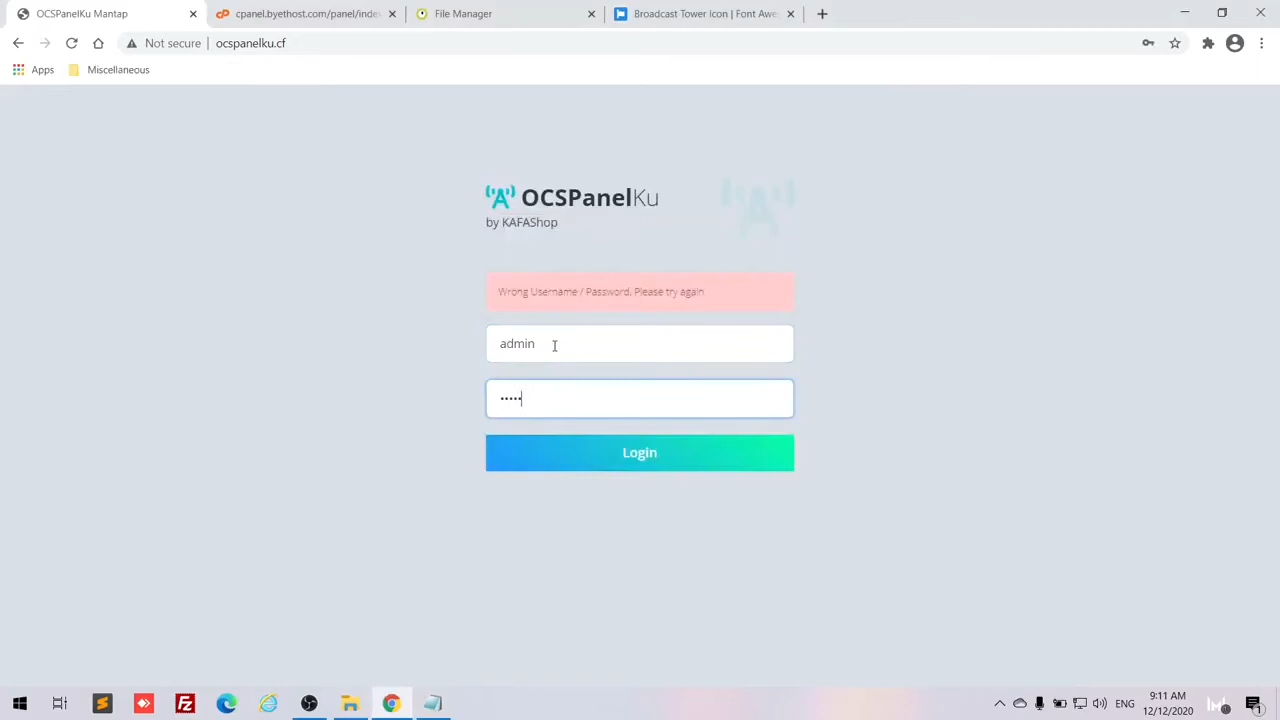 OCSPanelKu Mantap
cpanel.byethost.com/panel/index
File Manager
Broadcast Tower Icon | Font Awe
Not secure | ocspanelku.cf
Apps
Miscellaneous
OCSPanelKu
by KAFAShop
Wrong Username / Password. Please try again
admin
•••••
Login
ENG
9:11 AM
12/12/2020